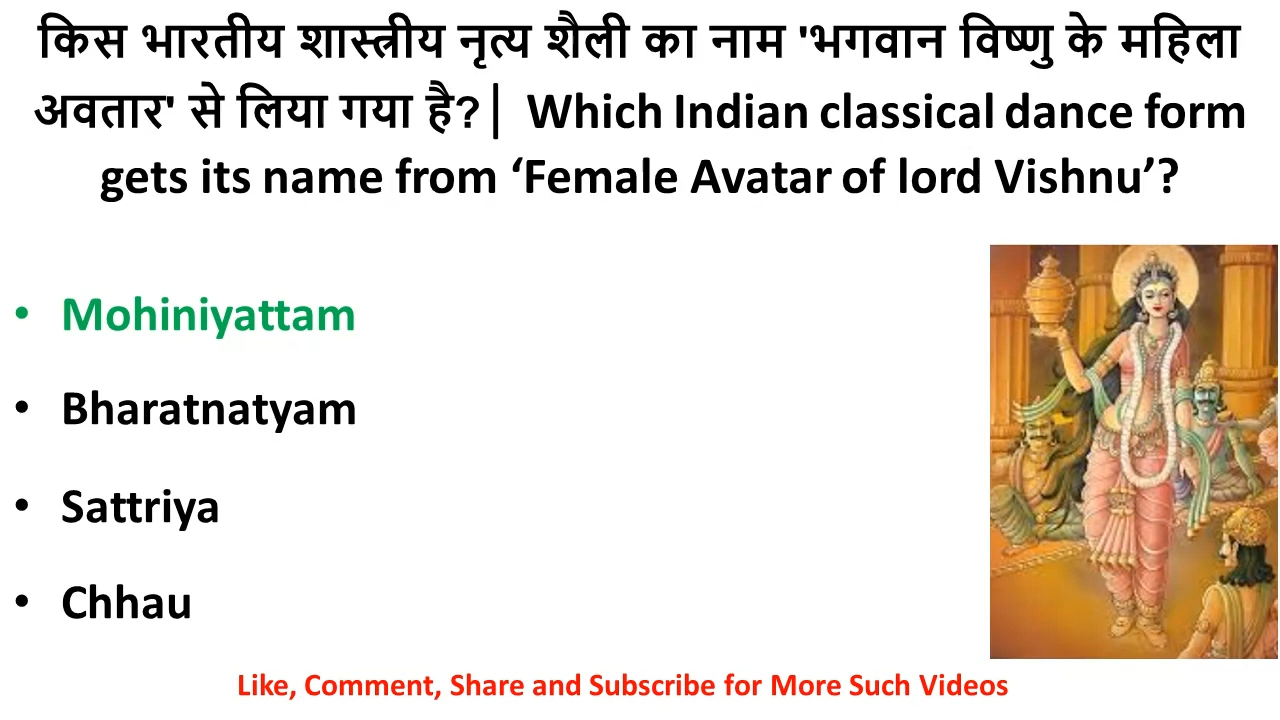 किस भारतीय शास्त्रीय नृत्य शैली का नाम 'भगवान विष्णु के महिला
अवतार' से लिया गया है?| Which Indian classical dance form
gets its name from ‘Female Avatar of lord Vishnu’?
• Mohiniyattam
• Bharatnatyam
• Sattriya
• Chhau
Like, Comment, Share and Subscribe for More Such Videos